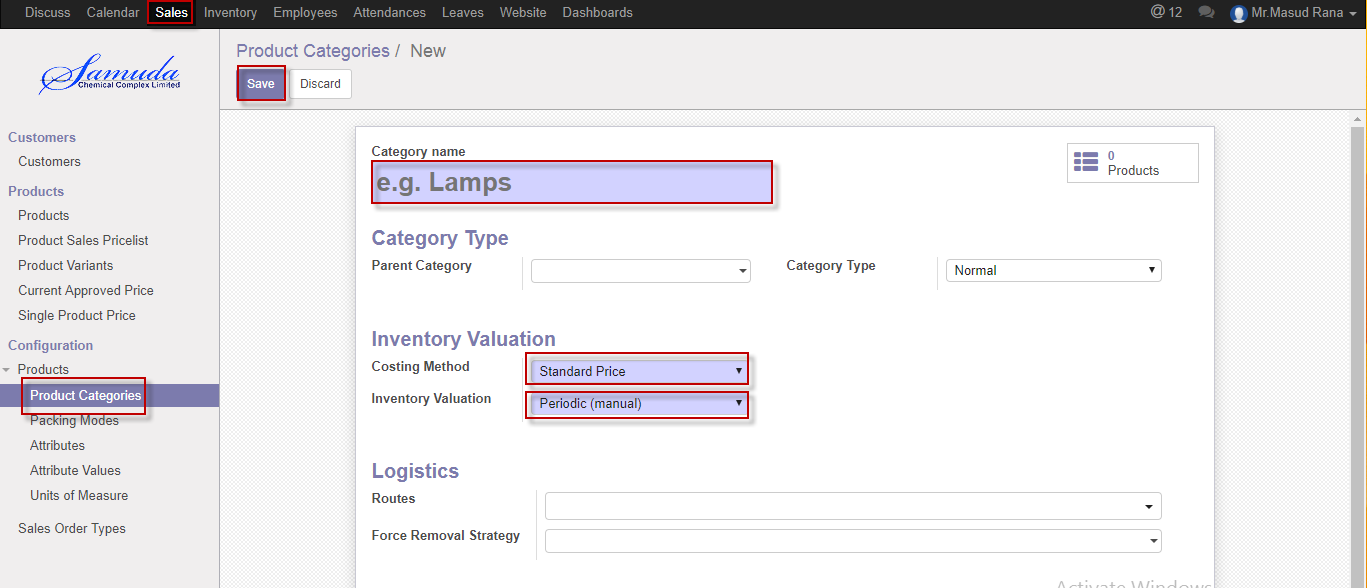 Discuss Calendar Sales Inventory Employees Attendances Leaves Website Dashboards @ 12 Mr.Masud Rana
Samuda
Chemical Complex Limited
Product Categories / New
Save Discard
Customers
Customers
Products
Products
Product Sales Pricelist
Product Variants
Current Approved Price
Single Product Price
Configuration
Products
Product Categories
Packing Modes
Attributes
Attribute Values
Units of Measure
Sales Order Types
Category name
e.g. Lamps
0
Products
Category Type
Parent Category Category Type Normal
Inventory Valuation
Costing Method Standard Price
Inventory Valuation Periodic (manual)
Logistics
Routes
Force Removal Strategy
Activate Windows